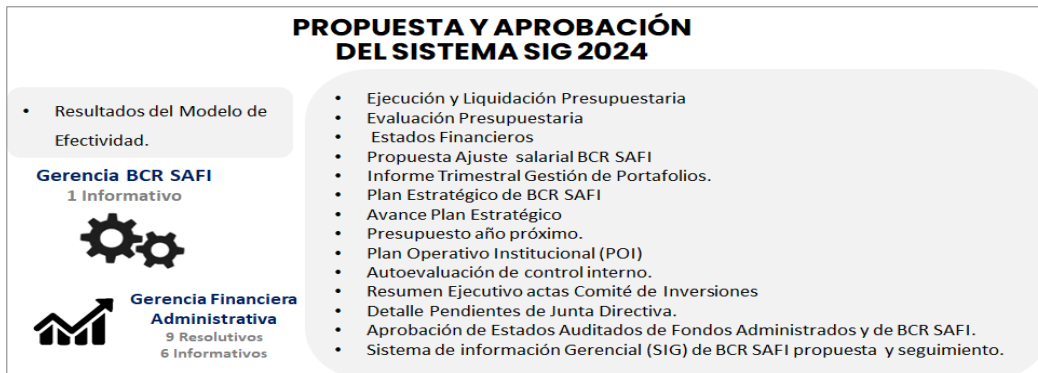 PROPUESTA Y APROBACIÓN
DEL SISTEMA SIG 2024
• Resultados del Modelo de
Efectividad.
Gerencia BCR SAFI
1 Informativo
Gerencia Financiera
Administrativa
9 Resolutivos
6 Informativos
• Ejecución y Liquidación Presupuestaria
• Evaluación Presupuestaria
• Estados Financieros
• Propuesta Ajuste salarial BCR SAFI
• Informe Trimestral Gestión de Portafolios.
• Plan Estratégico de BCR SAFI
• Avance Plan Estratégico
• Presupuesto año próximo.
• Plan Operativo Institucional (POI)
• Autoevaluación de control interno.
• Resumen Ejecutivo actas Comité de Inversiones
• Detalle Pendientes de Junta Directiva.
• Aprobación de Estados Auditados de Fondos Administrados y de BCR SAFI.
• Sistema de información Gerencial (SIG) de BCR SAFI propuesta y seguimiento.